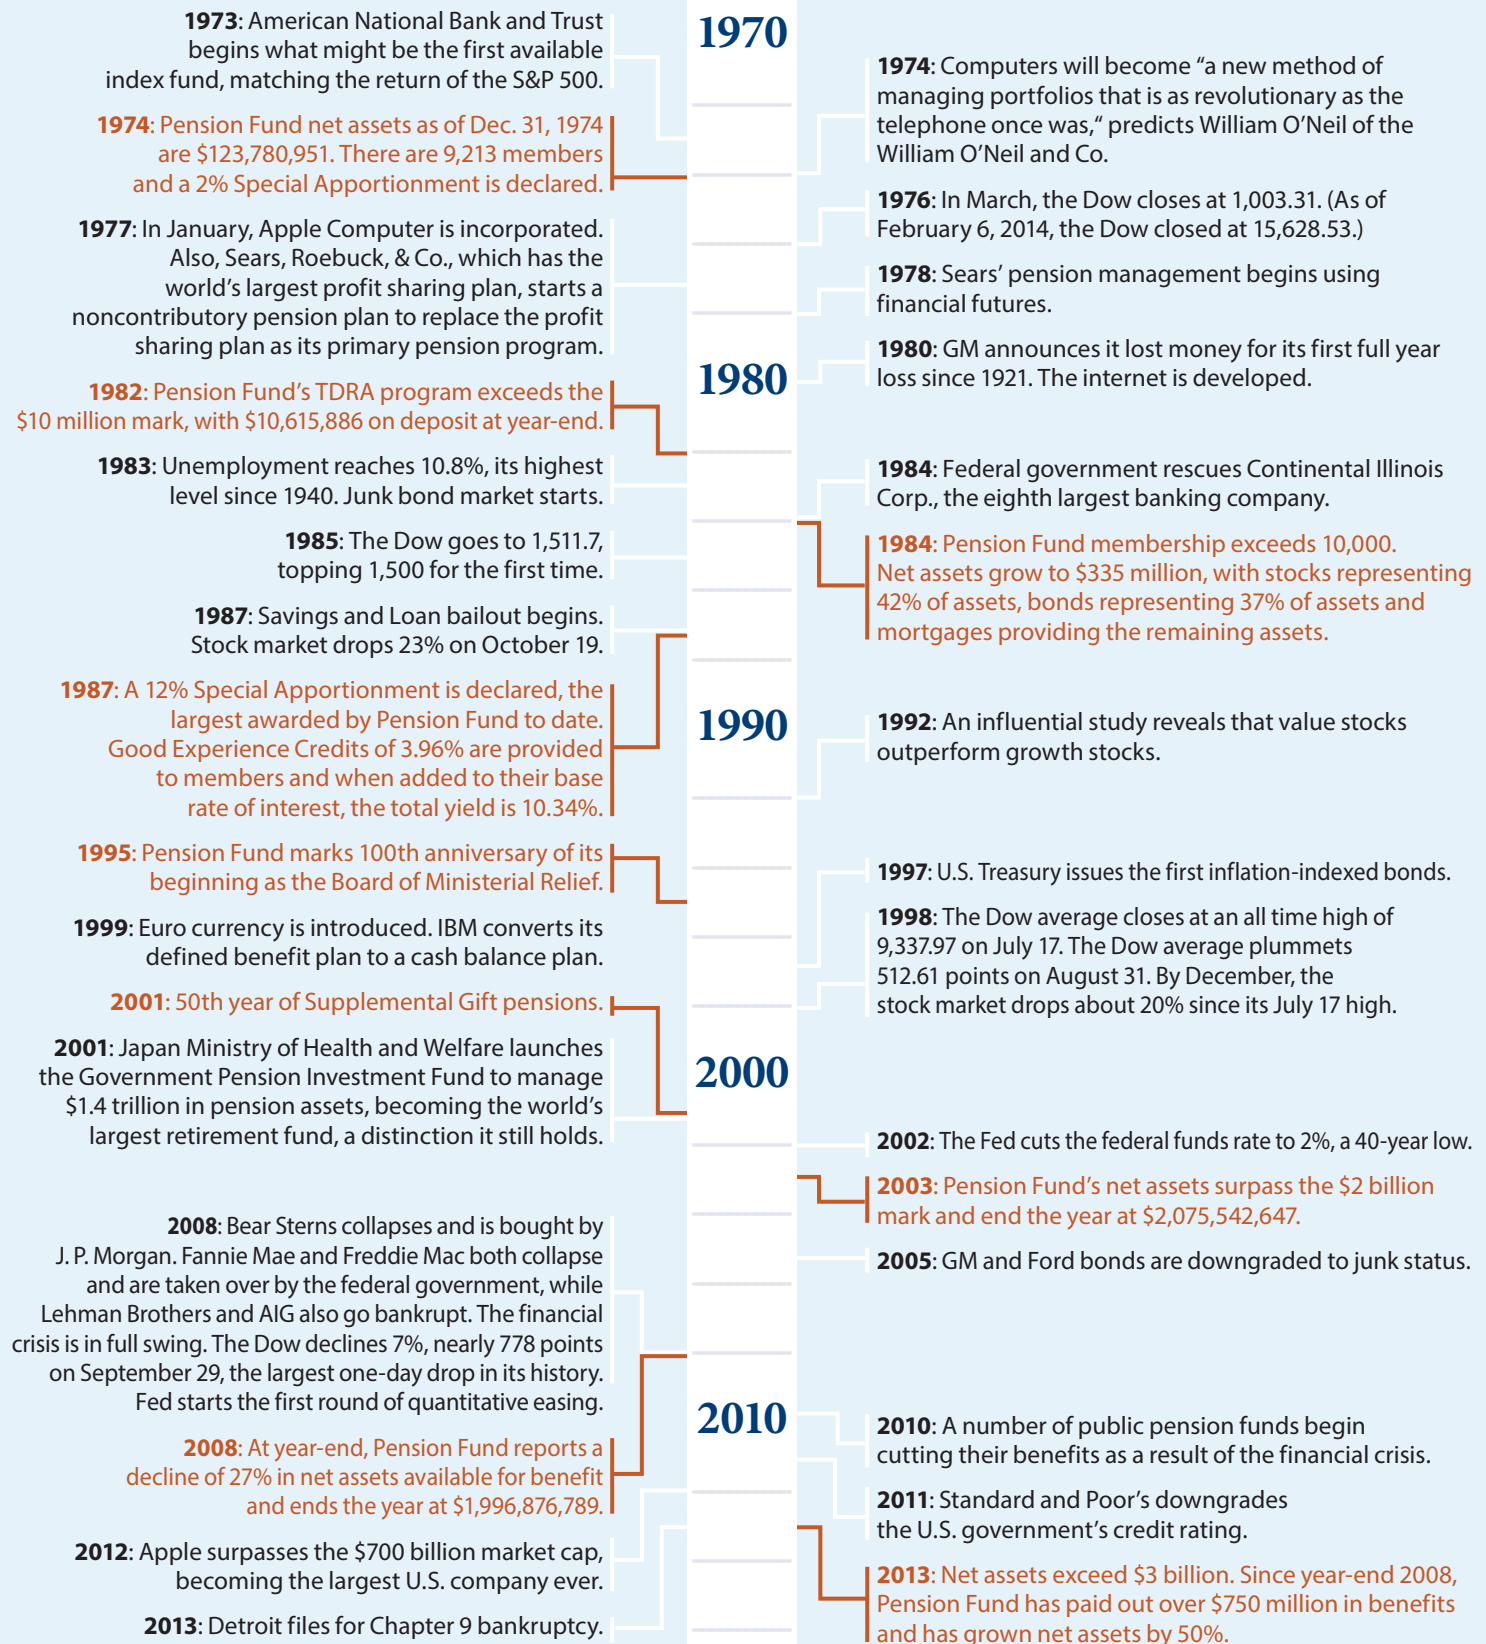 1970
1973: American National Bank and Trust
begins what might be the first available
index fund, matching the return of the S&P 500.
1974: Computers will become “a new method of
managing portfolios that is as revolutionary as the
telephone once was,“ predicts William O’Neil of the
William O’Neil and Co.
1974: Pension Fund net assets as of Dec. 31, 1974
are $123,780,951. There are 9,213 members
and a 2% Special Apportionment is declared.
1976: In March, the Dow closes at 1,003.31. (As of
February 6, 2014, the Dow closed at 15,628.53.)
1977: In January, Apple Computer is incorporated.
Also, Sears, Roebuck, & Co., which has the
world’s largest profit sharing plan, starts a
noncontributory pension plan to replace the profit
sharing plan as its primary pension program.
1978: Sears’ pension management begins using
financial futures.
1980
1980: GM announces it lost money for its first full year
loss since 1921. The internet is developed.
1982: Pension Fund’s TDRA program exceeds the
$10 million mark, with $10,615,886 on deposit at year-end.
1983: Unemployment reaches 10.8%, its highest
level since 1940. Junk bond market starts.
1984: Federal government rescues Continental Illinois
Corp., the eighth largest banking company.
1984: Pension Fund membership exceeds 10,000.
Net assets grow to $335 million, with stocks representing
42% of assets, bonds representing 37% of assets and
mortgages providing the remaining assets.
1985: The Dow goes to 1,511.7,
topping 1,500 for the first time.
1987: Savings and Loan bailout begins.
Stock market drops 23% on October 19.
1987: A 12% Special Apportionment is declared, the
largest awarded by Pension Fund to date.
Good Experience Credits of 3.96% are provided
to members and when added to their base
rate of interest, the total yield is 10.34%.
1990
1992: An influential study reveals that value stocks
outperform growth stocks.
1995: Pension Fund marks 100th anniversary of its
beginning as the Board of Ministerial Relief.
1997: U.S. Treasury issues the first inflation-indexed bonds.
1998: The Dow average closes at an all time high of
9,337.97 on July 17. The Dow average plummets
512.61 points on August 31. By December, the
stock market drops about 20% since its July 17 high.
1999: Euro currency is introduced. IBM converts its
defined benefit plan to a cash balance plan.
2000
2001: 50th year of Supplemental Gift pensions.
2001: Japan Ministry of Health and Welfare launches
the Government Pension Investment Fund to manage
$1.4 trillion in pension assets, becoming the world’s
largest retirement fund, a distinction it still holds.
2002: The Fed cuts the federal funds rate to 2%, a 40-year low.
2003: Pension Fund’s net assets surpass the $2 billion
mark and end the year at $2,075,542,647.
2005: GM and Ford bonds are downgraded to junk status.
2008: Bear Sterns collapses and is bought by
J. P. Morgan. Fannie Mae and Freddie Mac both collapse
and are taken over by the federal government, while
Lehman Brothers and AIG also go bankrupt. The financial
crisis is in full swing. The Dow declines 7%, nearly 778 points
on September 29, the largest one-day drop in its history.
Fed starts the first round of quantitative easing.
2008: At year-end, Pension Fund reports a
decline of 27% in net assets available for benefit
and ends the year at $1,996,876,789.
2010
2010: A number of public pension funds begin
cutting their benefits as a result of the financial crisis.
2011: Standard and Poor’s downgrades
the U.S. government’s credit rating.
2012: Apple surpasses the $700 billion market cap,
becoming the largest U.S. company ever.
2013: Detroit files for Chapter 9 bankruptcy.
2013: Net assets exceed $3 billion. Since year-end 2008,
Pension Fund has paid out over $750 million in benefits
and has grown net assets by 50%.